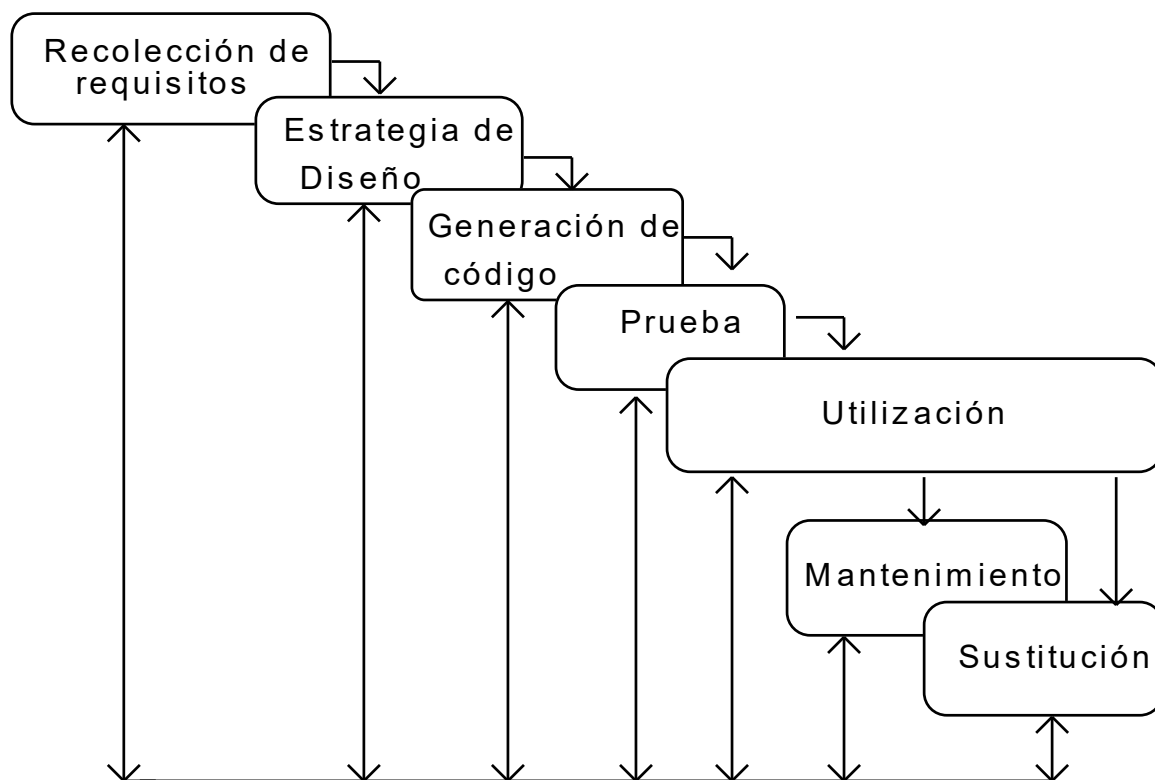 Recolección de
requisitos
Estrategia de
Diseño
Generación de
código
Prueba
Utilización
Mantenimiento
Sustitución